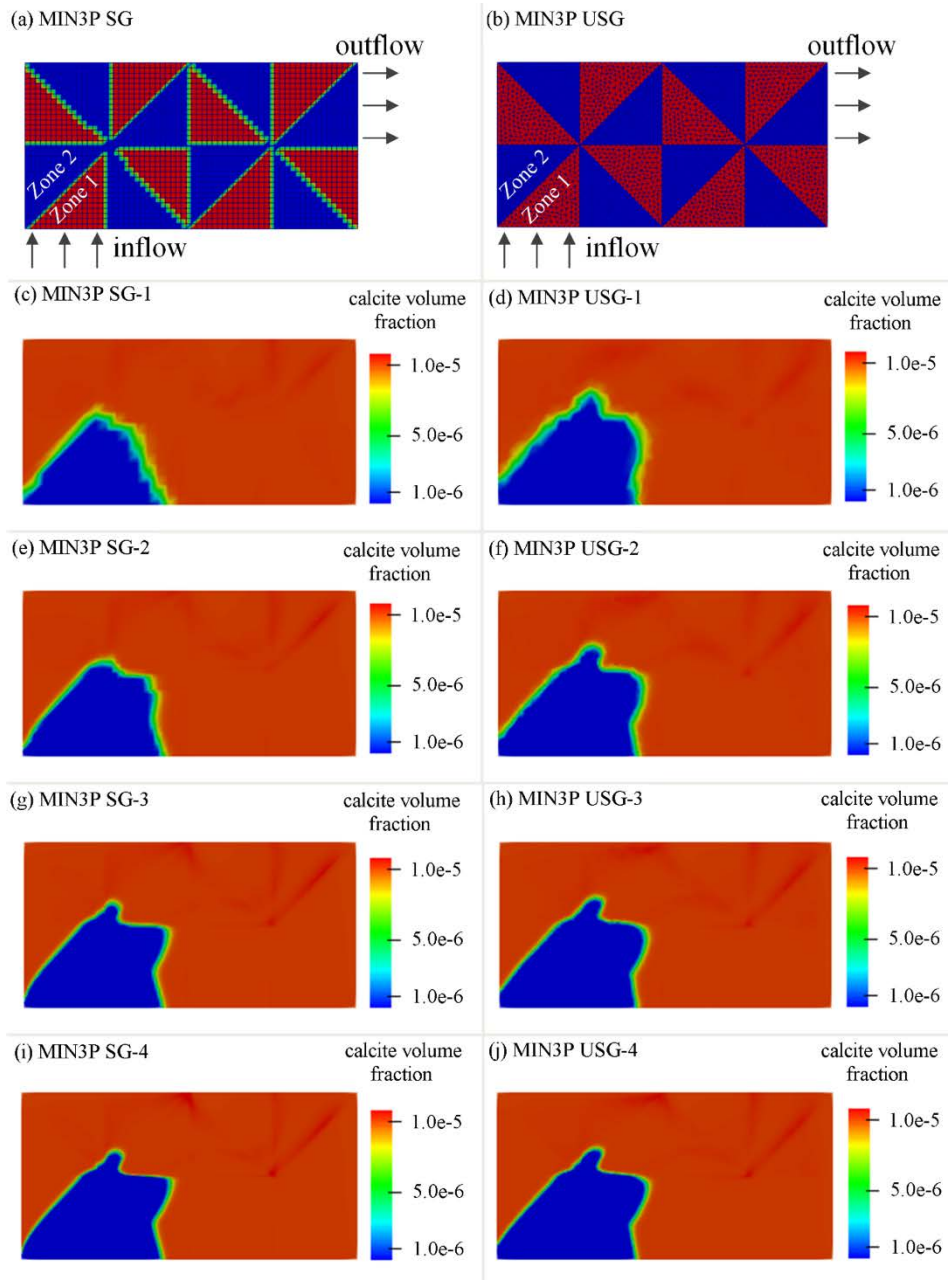 (a) MIN3P SG
outflow
Zone 2
Zone 1
inflow
(b) MIN3P USG
outflow
Zone 2
Zone 1
inflow
(c) MIN3P SG-1
calcite volume
fraction
1.0e-5
5.0e-6
1.0e-6
(d) MIN3P USG-1
calcite volume
fraction
1.0e-5
5.0e-6
1.0e-6
(e) MIN3P SG-2
calcite volume
fraction
1.0e-5
5.0e-6
1.0e-6
(f) MIN3P USG-2
calcite volume
fraction
1.0e-5
5.0e-6
1.0e-6
(g) MIN3P SG-3
calcite volume
fraction
1.0e-5
5.0e-6
1.0e-6
(h) MIN3P USG-3
calcite volume
fraction
1.0e-5
5.0e-6
1.0e-6
(i) MIN3P SG-4
calcite volume
fraction
1.0e-5
5.0e-6
1.0e-6
(j) MIN3P USG-4
calcite volume
fraction
1.0e-5
5.0e-6
1.0e-6